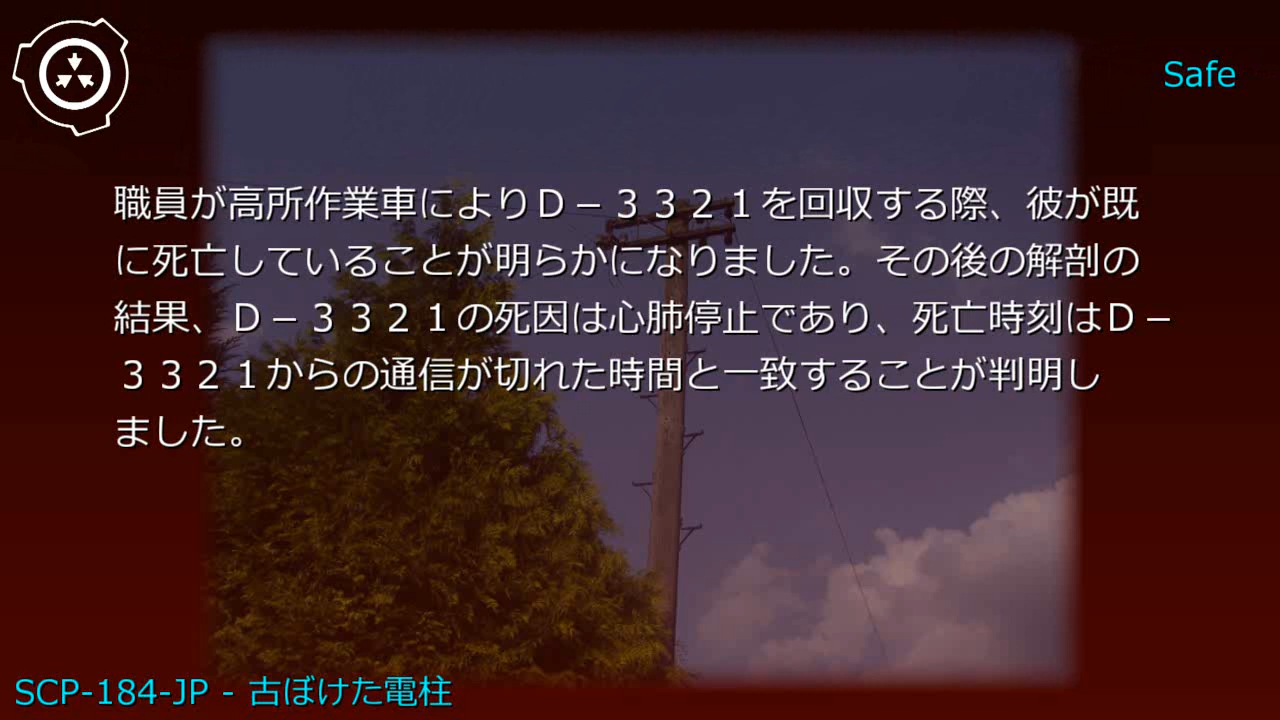 Safe
職員が高所作業車によりＤ－３３２１を回収する際、彼が既
に死亡していることが明らかになりました。その後の解剖の
結果、Ｄ－３３２１の死因は心肺停止であり、死亡時刻はＤ－
３３２１からの通信が切れた時間と一致することが判明し
ました。
SCP-184-JP - 古ぼけた電柱